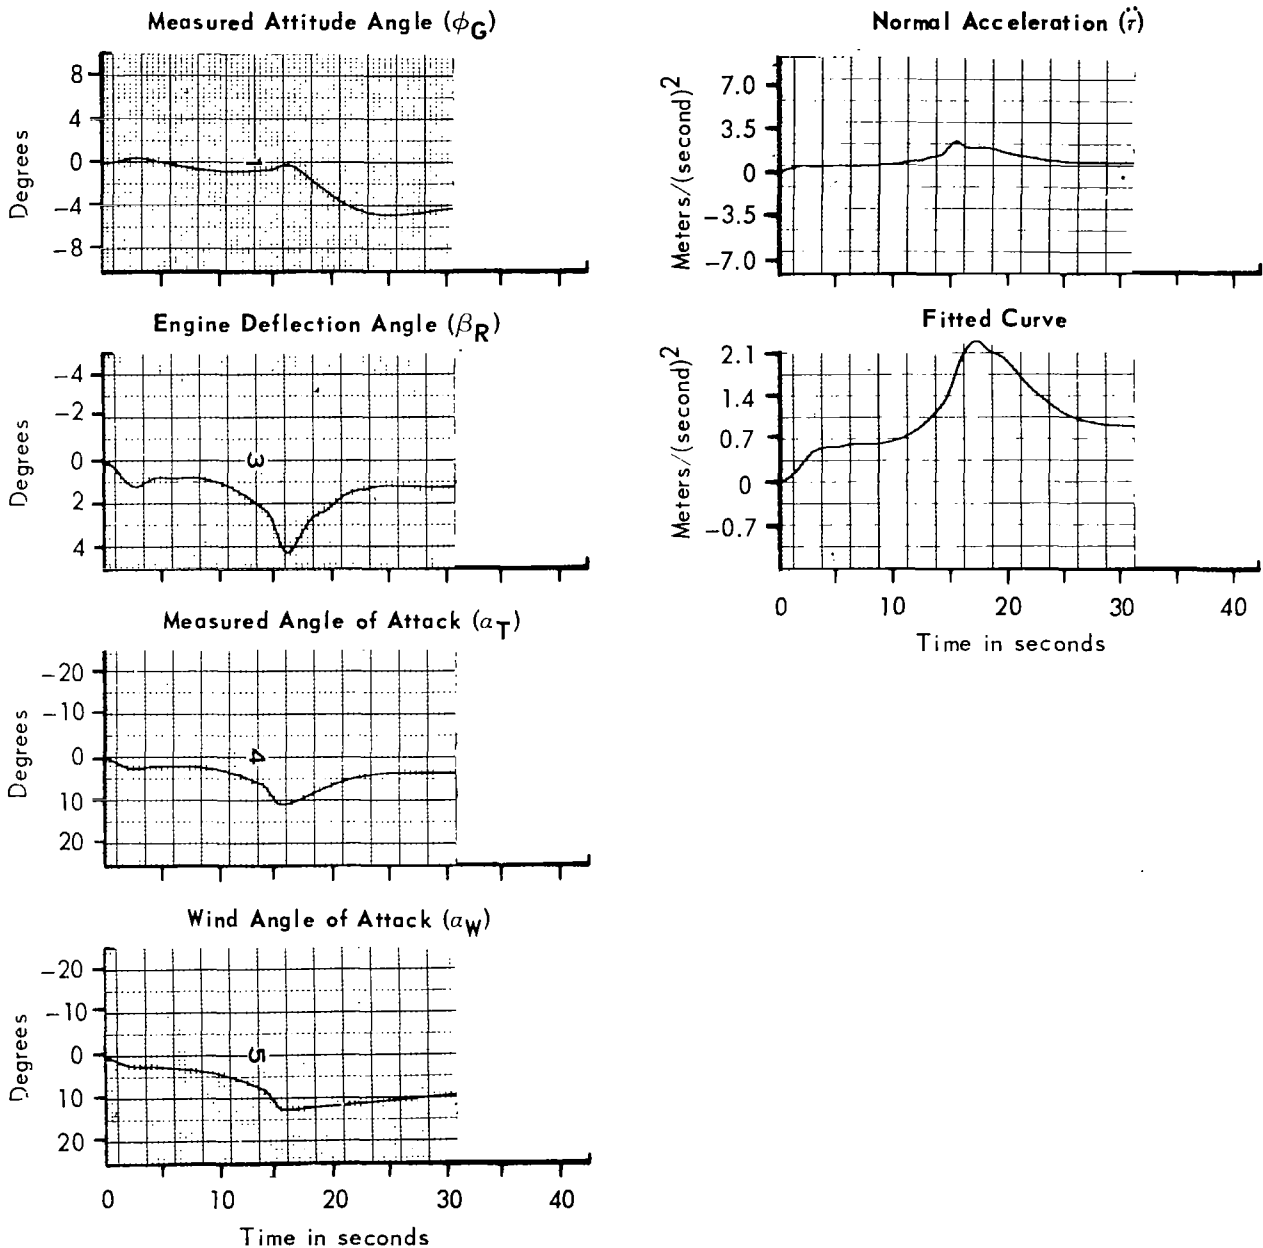 Measured Attitude Angle (ϕG)
Degrees
8
4
0
−4
−8
1
Engine Deflection Angle (βR)
Degrees
−4
−2
0
2
4
3
Measured Angle of Attack (αT)
Degrees
−20
−10
0
10
20
4
Wind Angle of Attack (αW)
Degrees
−20
−10
0
10
20
5
0 10 20 30 40
Time in seconds
Normal Acceleration (r̈)
Meters/(second)2
7.0
3.5
0
−3.5
−7.0
Fitted Curve
Meters/(second)2
2.1
1.4
0.7
0
−0.7
0 10 20 30 40
Time in seconds